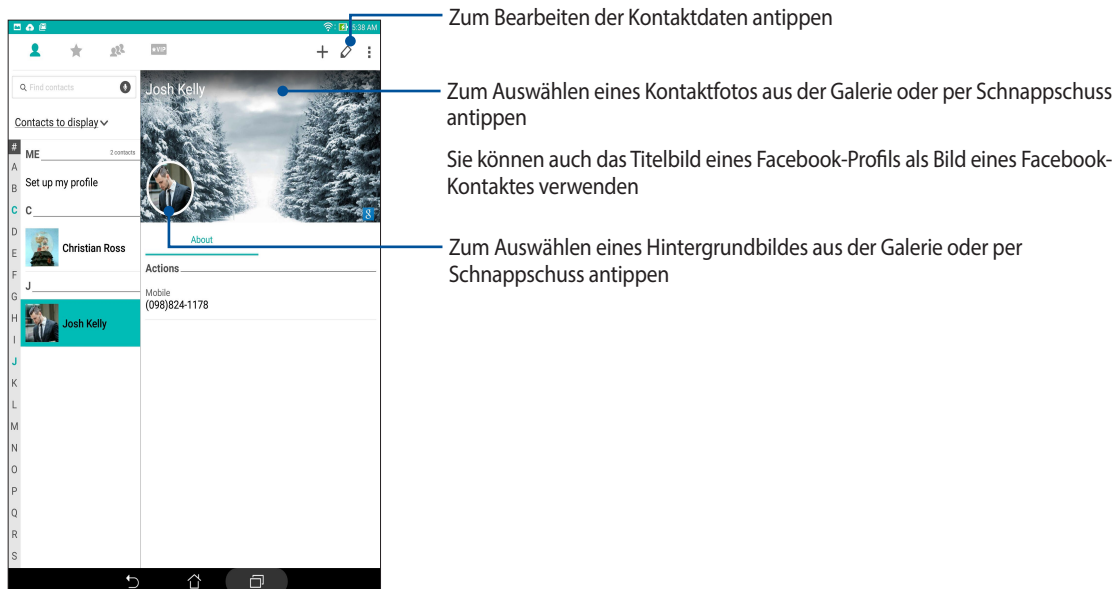 5:38 AM
Zum Bearbeiten der Kontaktdaten antippen
VIP
Find contacts
Josh Kelly
Zum Auswählen eines Kontaktfotos aus der Galerie oder per Schnappschuss
antippen
Sie können auch das Titelbild eines Facebook-Profils als Bild eines Facebook-
Kontaktes verwenden
Contacts to display
#
ME
2 contacts
A
Set up my profile
B
C
C
D
Christian Ross
E
F
J
G
H
Josh Kelly
I
J
K
L
M
N
O
P
Q
R
S
8
About
Zum Auswählen eines Hintergrundbildes aus der Galerie oder per
Schnappschuss antippen
Actions
Mobile
(098)824-1178